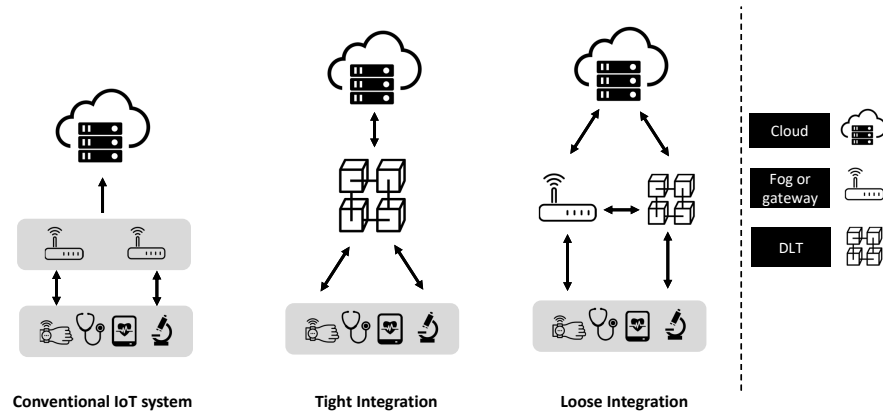 Cloud
Fog or
gateway
DLT
Conventional IoT system
Tight Integration
Loose Integration